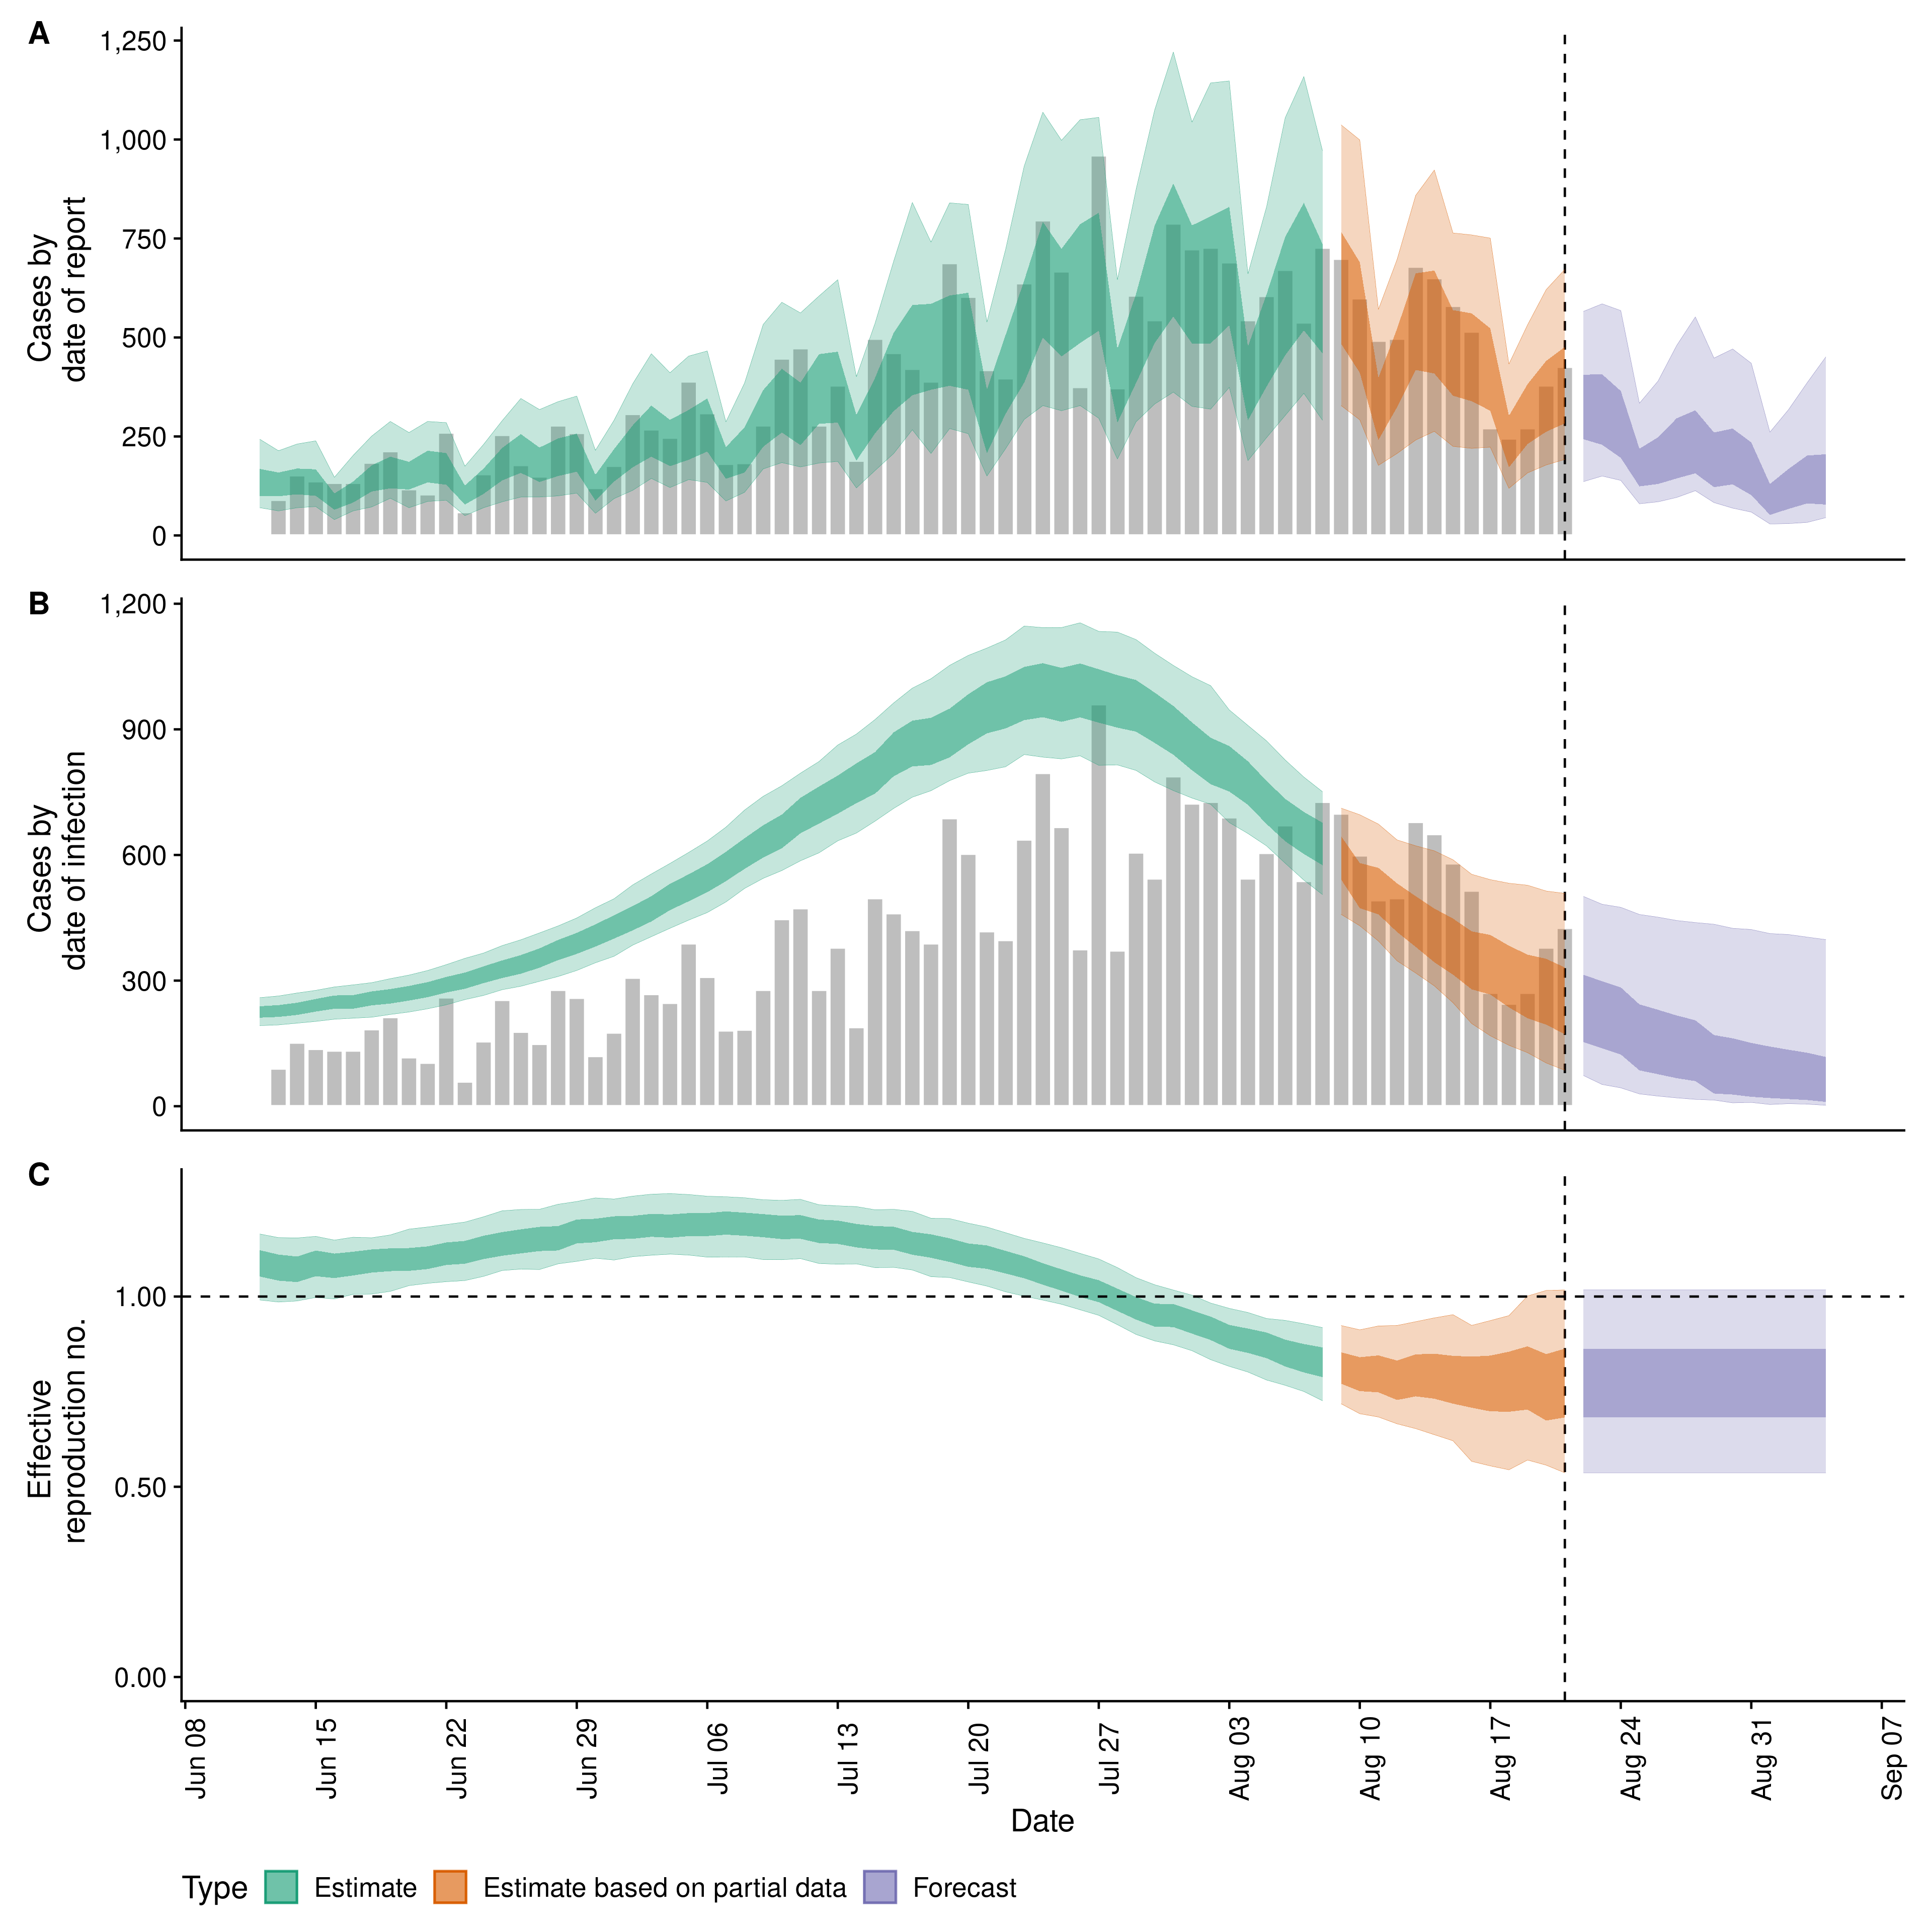 A
1,250
1,000
750
500
250
0
Cases by
date of report
B
1,200
900
600
300
0
Cases by
date of infection
C
1.00
0.50
0.00
Effective
reproduction no.
Jun 08
Jun 15
Jun 22
Jun 29
Jul 06
Jul 13
Jul 20
Jul 27
Aug 03
Aug 10
Aug 17
Aug 24
Aug 31
Sep 07
Date
Type Estimate Estimate based on partial data Forecast